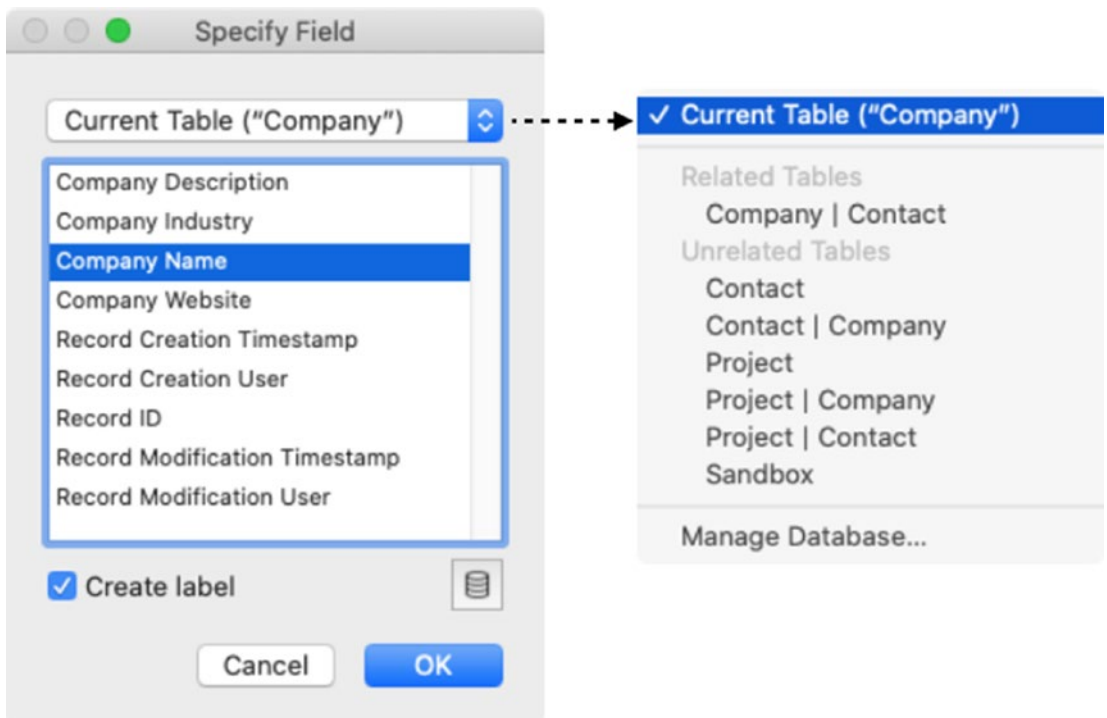 Specify Field
Current Table (“Company”)
Company Description
Company Industry
Company Name
Company Website
Record Creation Timestamp
Record Creation User
Record ID
Record Modification Timestamp
Record Modification User
Create label
Cancel
OK
✓ Current Table (“Company”)
Related Tables
Company | Contact
Unrelated Tables
Contact
Contact | Company
Project
Project | Company
Project | Contact
Sandbox
Manage Database...